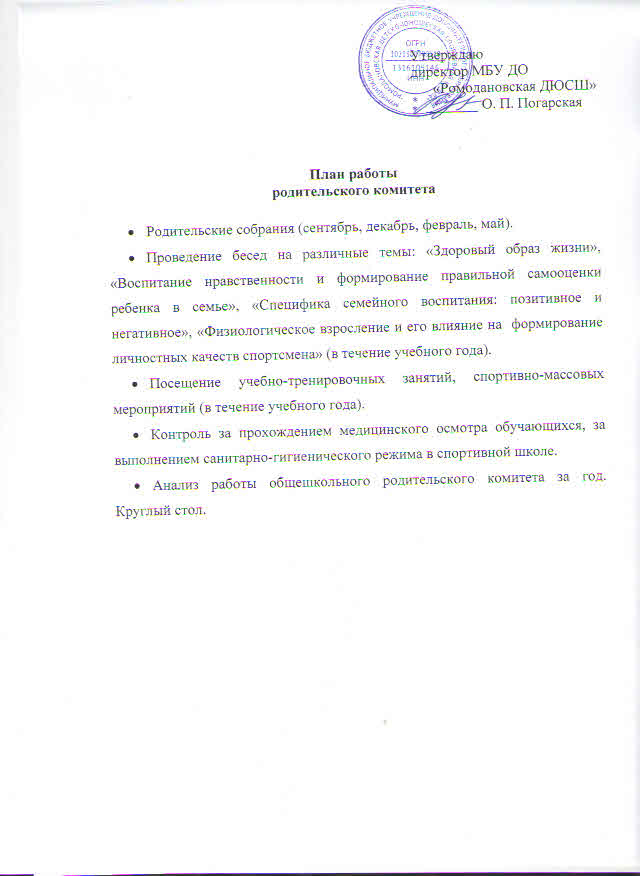 ОГРН
ИНН
Утверждаю
директор МБУ ДО
«Ромодановская ДЮСШ»
О. П. Погарская
План работы
родительского комитета
• Родительские собрания (сентябрь, декабрь, февраль, май).
• Проведение бесед на различные темы: «Здоровый образ жизни»,
«Воспитание нравственности и формирование правильной самооценки
ребенка в семье», «Специфика семейного воспитания: позитивное и
негативное», «Физиологическое взросление и его влияние на формирование
личностных качеств спортсмена» (в течение учебного года).
• Посещение учебно-тренировочных занятий, спортивно-массовых
мероприятий (в течение учебного года).
• Контроль за прохождением медицинского осмотра обучающихся, за
выполнением санитарно-гигиенического режима в спортивной школе.
• Анализ работы общешкольного родительского комитета за год.
Круглый стол.